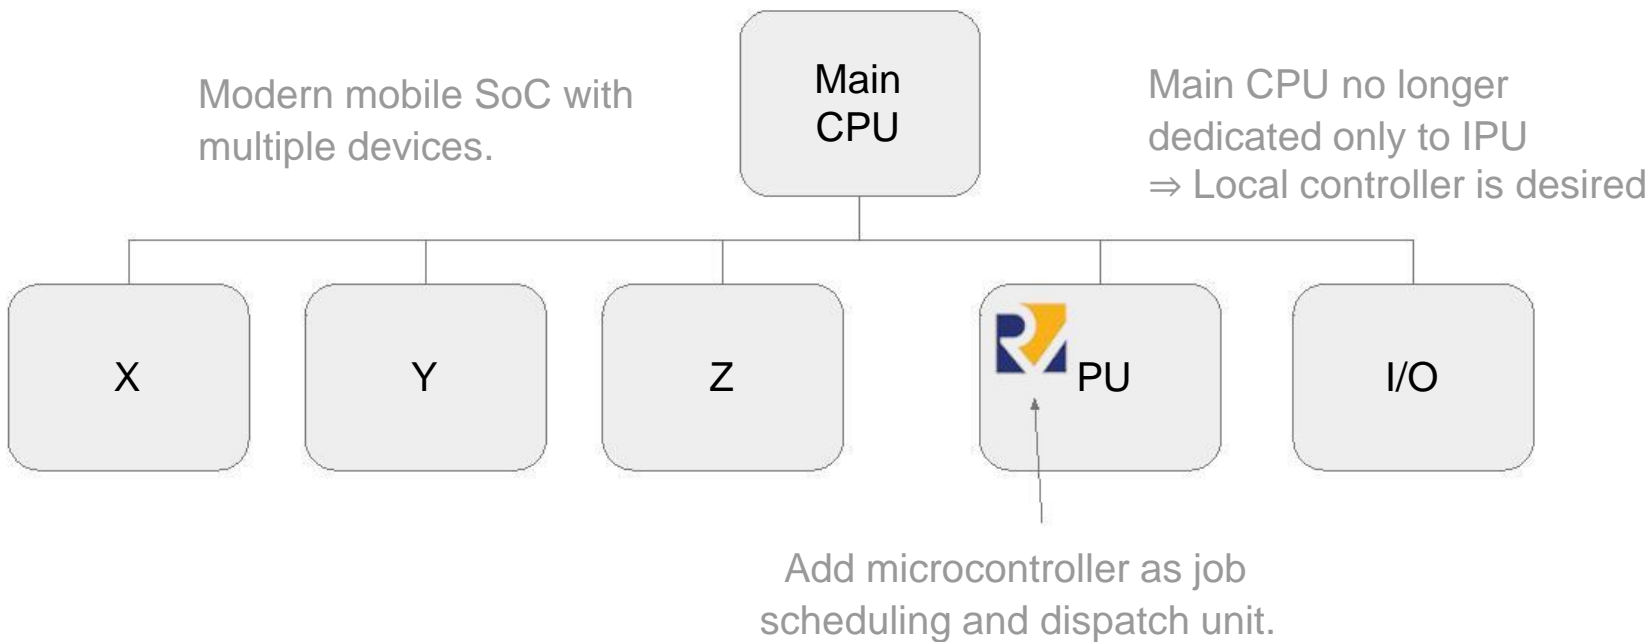 Main
CPU
Modern mobile SoC with
multiple devices.
Main CPU no longer
dedicated only to IPU
⇒ Local controller is desired
X
Y
Z
PU
I/O
Add microcontroller as job
scheduling and dispatch unit.